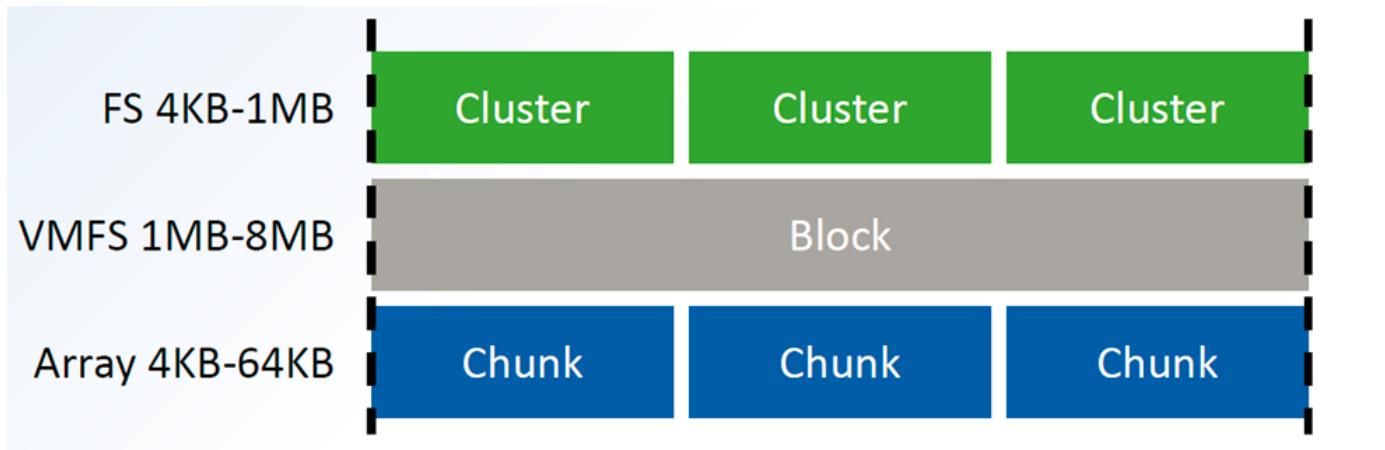 FS 4KB-1MB Cluster Cluster Cluster
VMFS 1MB-8MB Block
Array 4KB-64KB Chunk Chunk Chunk